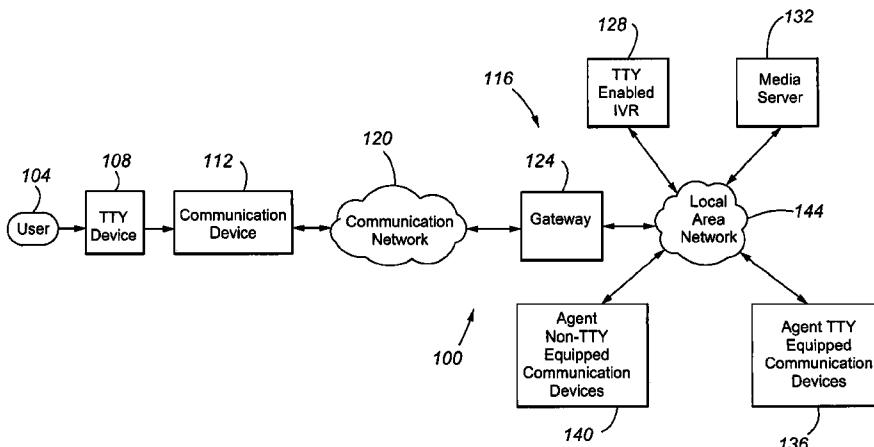 128
132
TTY
Enabled
IVR
Media
Server
116
120
124
104
108
112
User
TTY
Device
Communication
Device
Communication
Network
Gateway
Local
Area
Network
144
100
Agent
Non-TTY
Equipped
Communication
Devices
Agent TTY
Equipped
Communication
Devices
140
136